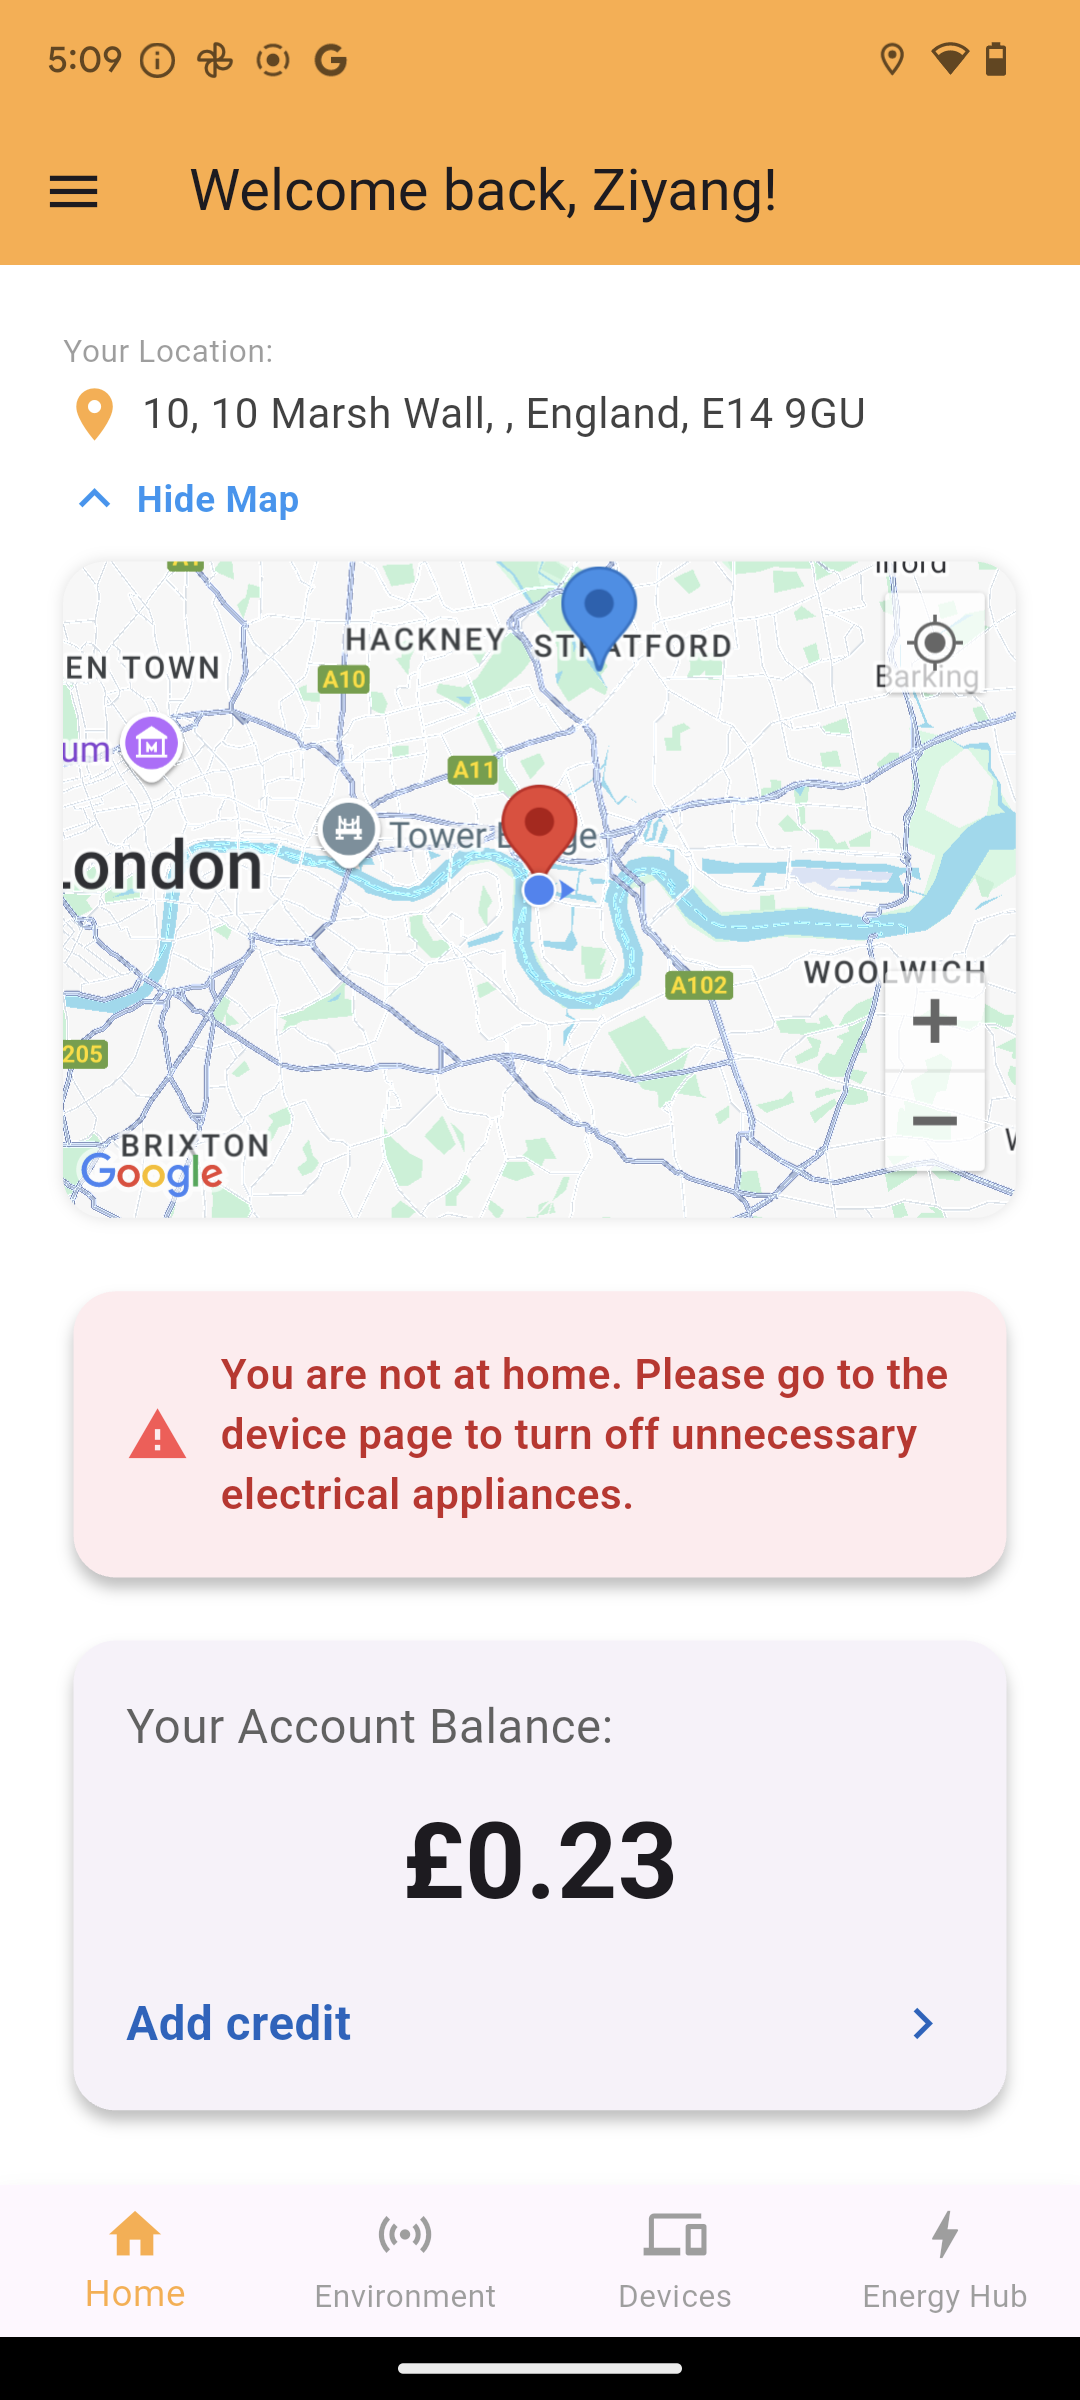 5:09
Welcome back, Ziyang!
Your Location:
10, 10 Marsh Wall, , England, E14 9GU
Hide Map
HACKNEY
STRATFORD
EN TOWN
A10
Barking
um
A11
Tower
ondon
A102
WOOLWICH
205
BRIXTON
Google
You are not at home. Please go to the
device page to turn off unnecessary
electrical appliances.
Your Account Balance:
£0.23
Add credit
Home
Environment
Devices
Energy Hub